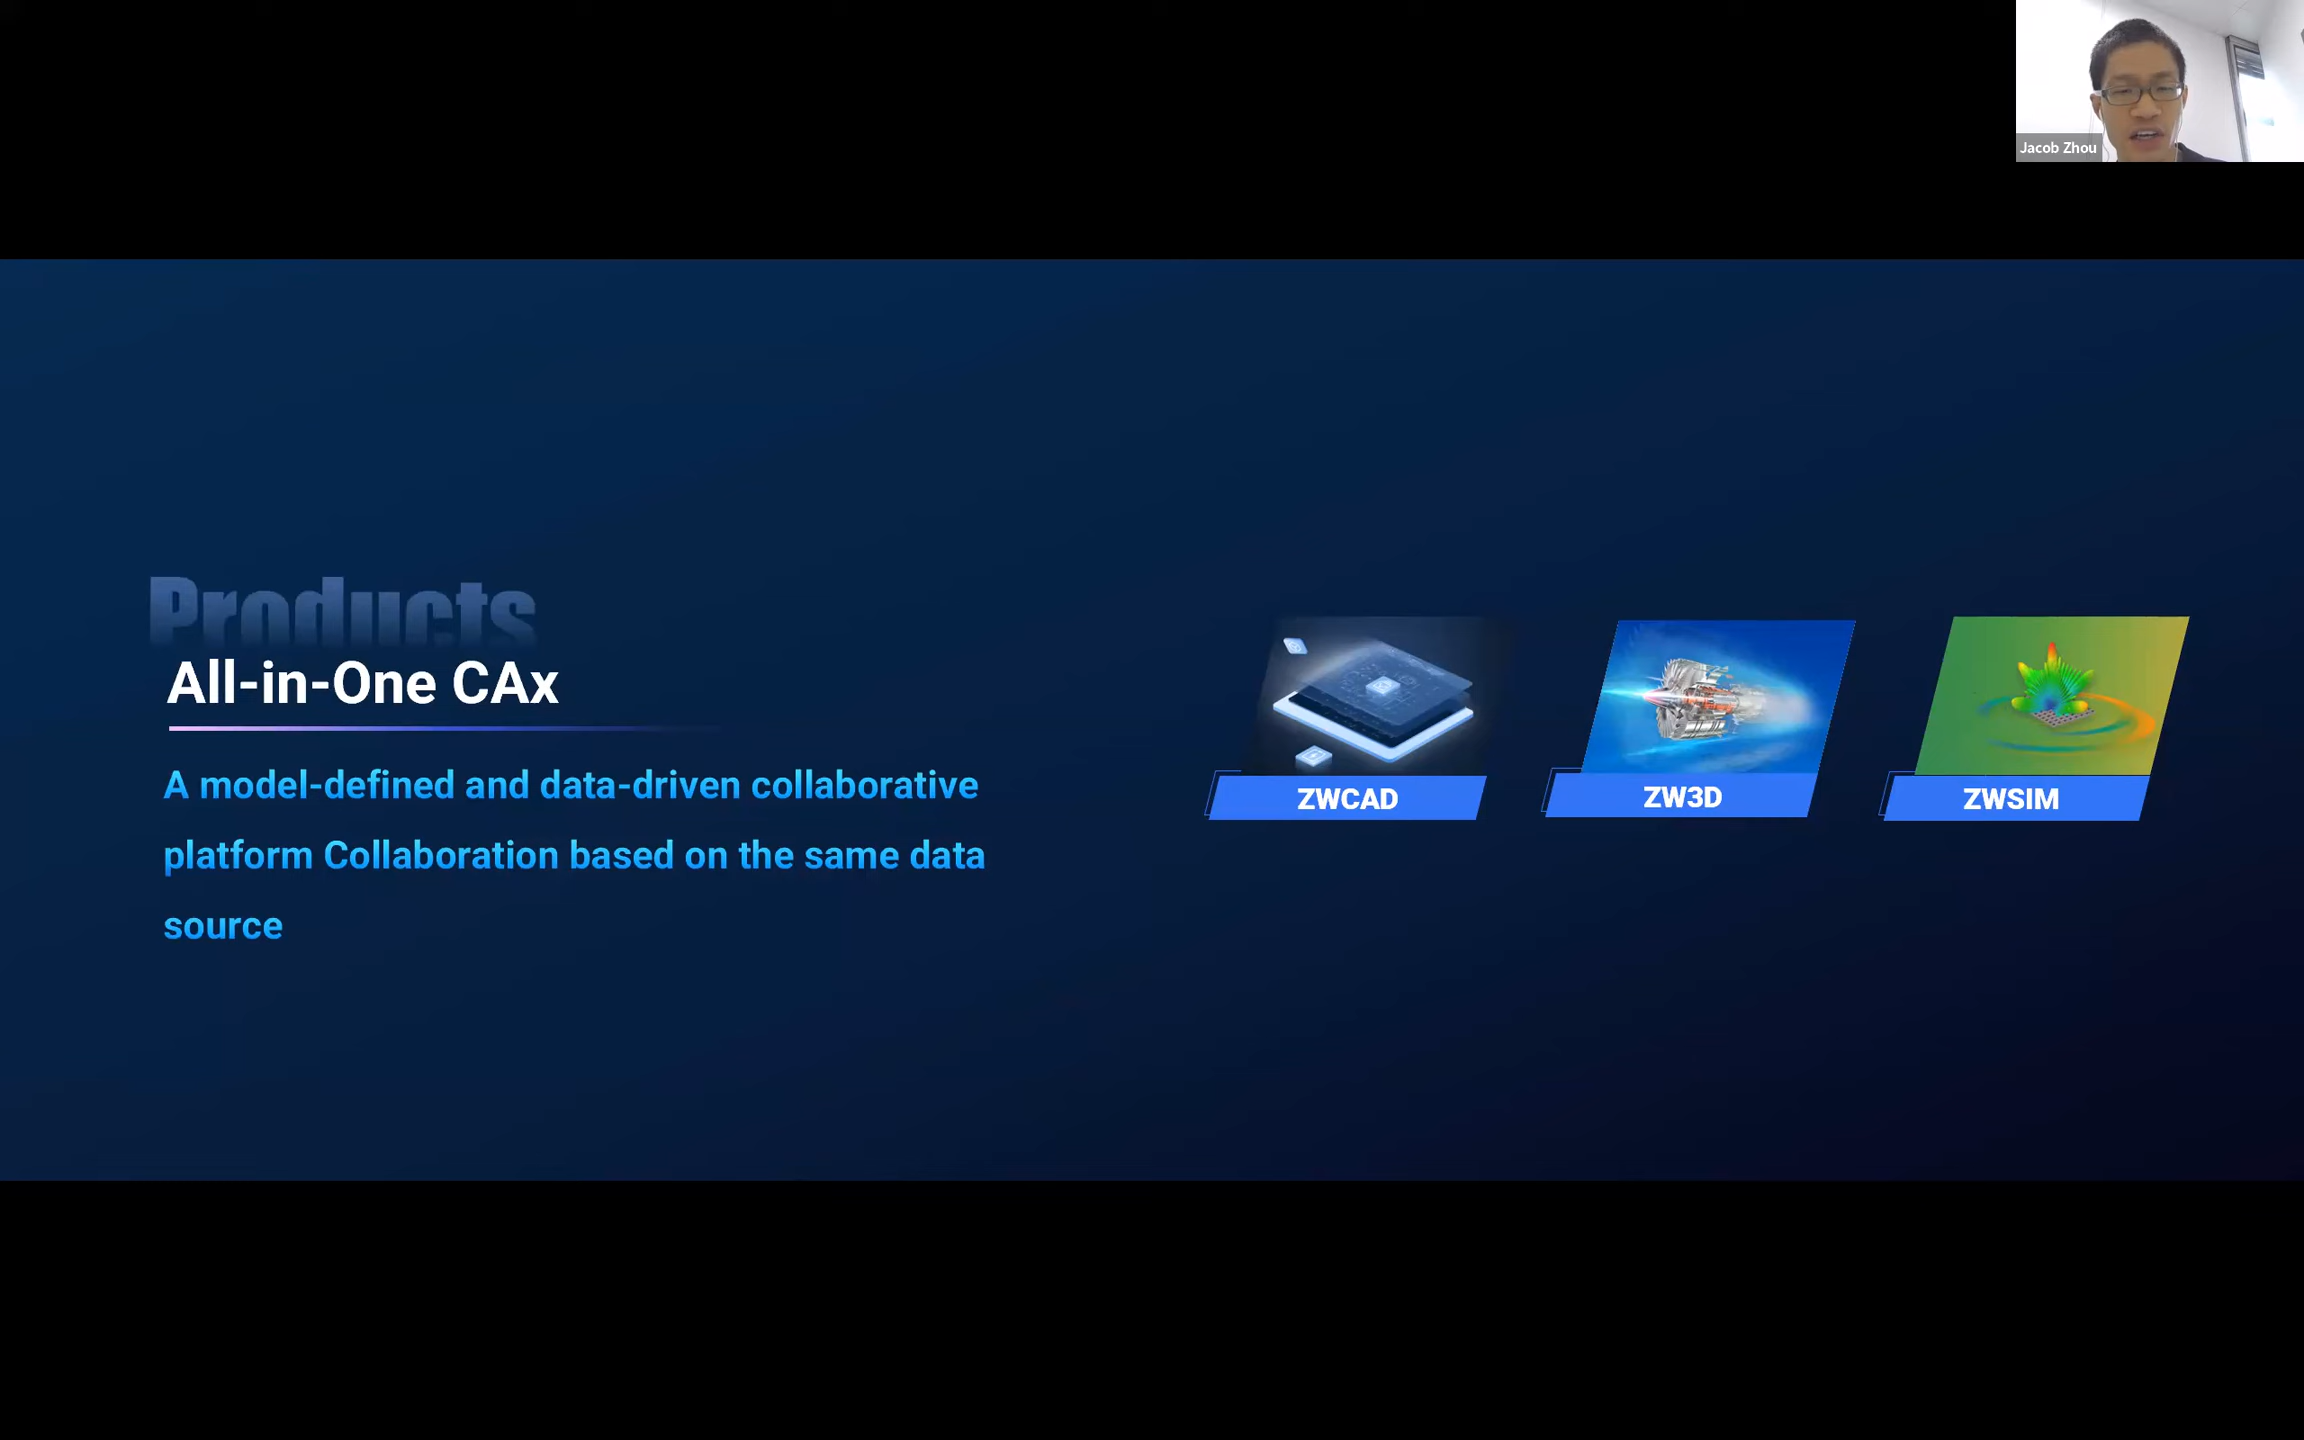 Jacob Zhou
Products
All-in-One CAx
A model-defined and data-driven collaborative
platform Collaboration based on the same data
source
ZWCAD
ZW3D
ZWSIM